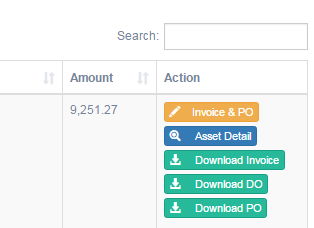 Search:
Amount Action
9,251.27 Invoice & PO
Asset Detail
Download Invoice
Download DO
Download PO